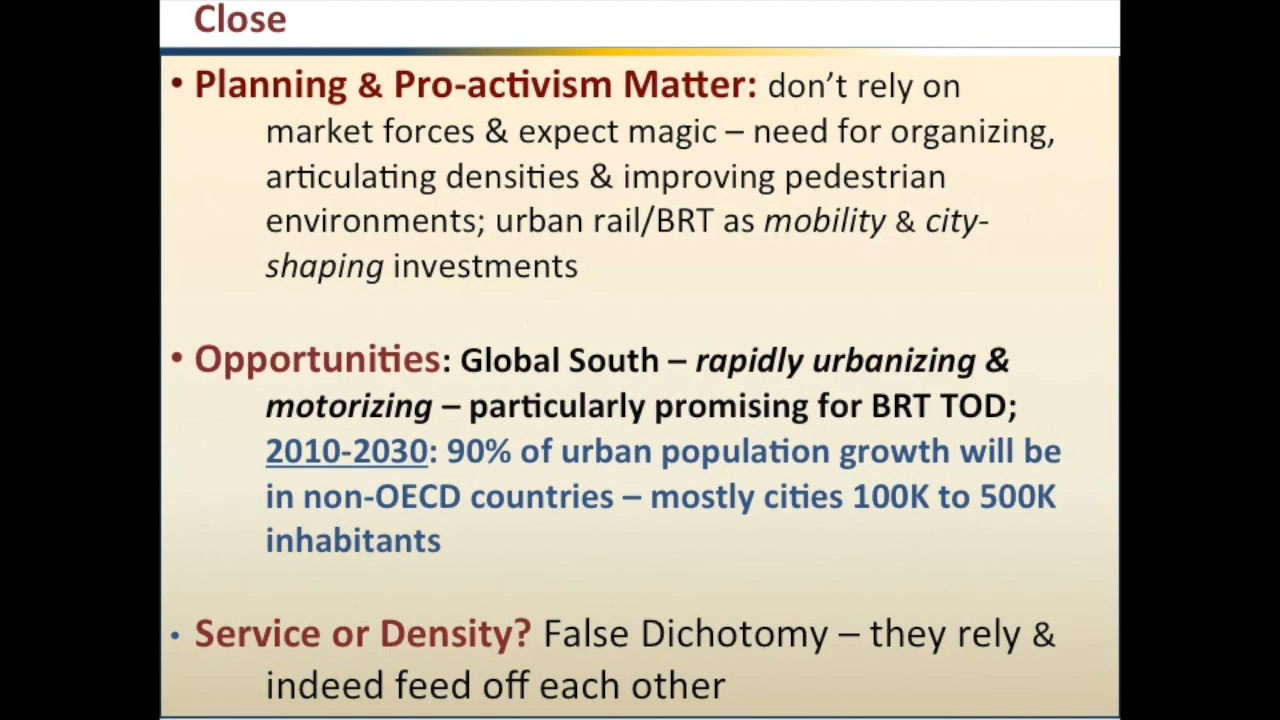 Close
• Planning & Pro-activism Matter: don’t rely on
market forces & expect magic – need for organizing,
articulating densities & improving pedestrian
environments; urban rail/BRT as mobility & city-
shaping investments
• Opportunities: Global South – rapidly urbanizing &
motorizing – particularly promising for BRT TOD;
2010-2030: 90% of urban population growth will be
in non-OECD countries – mostly cities 100K to 500K
inhabitants
• Service or Density? False Dichotomy – they rely &
indeed feed off each other